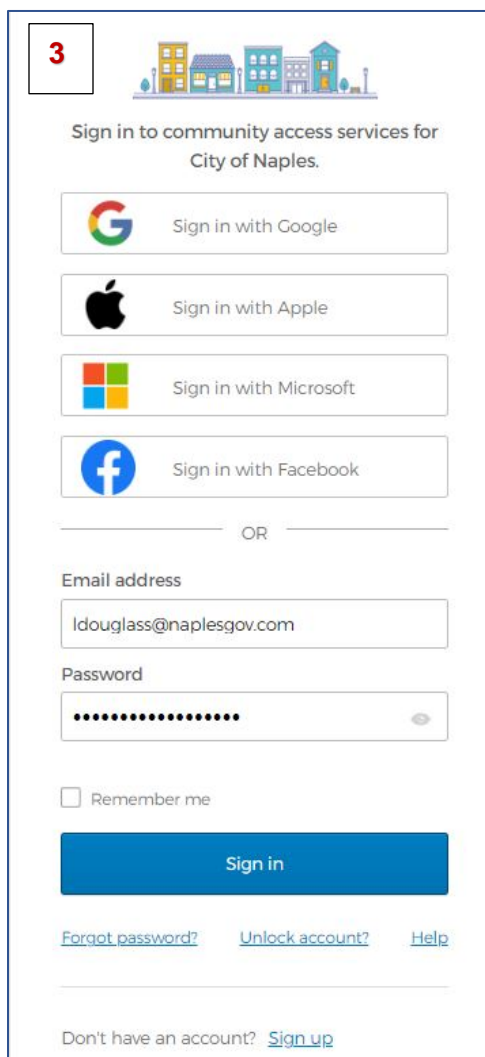 3
Sign in to community access services for
City of Naples.
Sign in with Google
Sign in with Apple
Sign in with Microsoft
Sign in with Facebook
OR
Email address
ldouglass@naplesgov.com
Password
••••••••••••••••••
Remember me
Sign in
Forgot password? Unlock account? Help
Don't have an account? Sign up